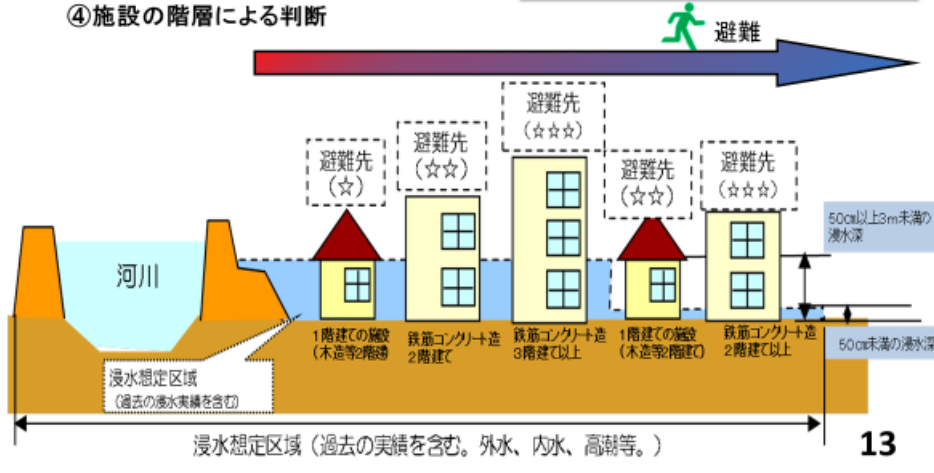 ④施設の階層による判断
避難
避難先
(☆☆☆)
避難先
(☆☆)
避難先
(☆)
避難先
(☆☆)
避難先
(☆☆☆)
50㎝以上3m未満の
浸水深
河川
1階建ての施設
(木造等2階建
鉄筋コンクリート造
2階建て
鉄筋コンクリート造
3階建て以上
1階建ての施設
(木造等2階建て)
鉄筋コンクリート造
2階建て以上
50㎝未満の浸水深
浸水想定区域
(過去の浸水実績を含む)
浸水想定区域(過去の実績を含む。外水、内水、高潮等。)
13